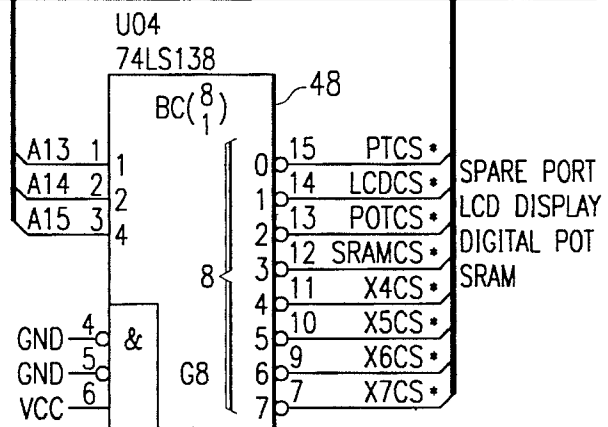 U04
74LS138
48
BC(8/1)
A13 1 1 0 15 PTCS* SPARE PORT
A14 2 2 1 14 LCDCS* LCD DISPLAY
A15 3 4 2 13 POTCS* DIGITAL POT
3 12 SRAMCS* SRAM
8
4 11 X4CS*
GND 4 & 5 10 X5CS*
GND 5 G8 6 9 X6CS*
VCC 6 7 7 X7CS*